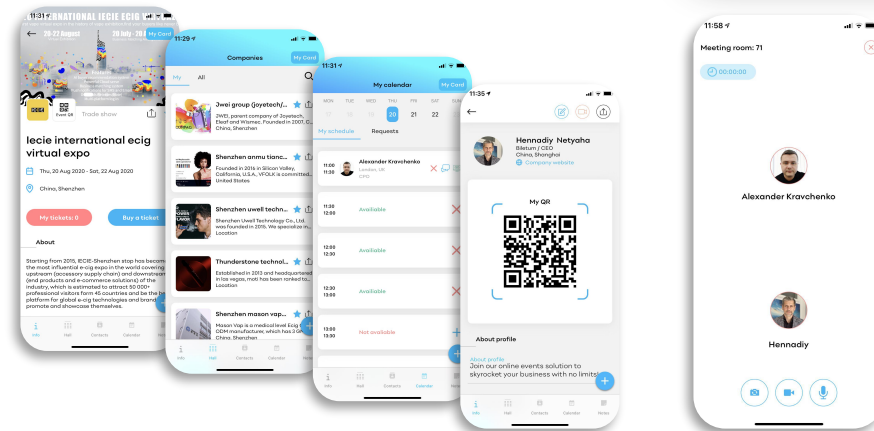 11:31
INTERNATIONAL IECIE ECIG
20-22 August
20 July - 20 A
My Card
IECIE
Event QR
Trade show
Iecie international ecig
virtual expo
Thu, 20 Aug 2020 - Sat, 22 Aug 2020
China, Shenzhen
My tickets: 0
Buy a ticket
About
Starting from 2015, IECIE-Shenzhen stop has become
the most influential e-cig expo in the world covering
upstream (accessory supply chain) and downstream
(end products and e-commerce solutions) of the
industry, which is estimated to attract 50 000+
professional visitors form 45 countries and be the be
platform for global e-cig technologies and brand
promote and showcase themselves.
Info
Hall
Contacts
Calendar
11:29
Companies
My Card
My
All
Jwei group (joyetech/...
JWEI, parent company of Joyetech,
Eleaf and Wismec. Founded in 2007, C...
China, Shenzhen
Shenzhen anmu tianc...
Founded in 2016 in Silicon Valley,
California, U.S.A., VFOLK is committed...
United States
Shenzhen uwell techn...
Shenzhen Uwell Technology Co., Ltd.
was founded in 2015. We specialize in...
Location
Thunderstone technol...
Established in 2013 and headquartered
in las vegas, moti has been ranked to...
Location
Shenzhen mason vap...
Mason Vap is a medical level Ecig
ODM manufacturer, which has 3 GM
China, Shenzhen
Info
Hall
Contacts
Calendar
11:31
My calendar
My Card
MON TUE WED THU FRI SAT SUN
17 18 19 20 21 22
My schedule
Requests
11:00
11:30
Alexander Kravchenko
London, UK
CPO
11:30
12:00
Available
12:00
12:30
Available
12:30
13:00
Available
13:00
13:30
Not available
Info
Hall
Contacts
Calendar
Notes
11:35
Hennadiy Netyaha
Biletum / CEO
China, Shanghai
Company website
My QR
About profile
About profile
Join our online events solution to
skyrocket your business with no limits!
Info
Hall
Contacts
Calendar
Notes
11:58
Meeting room: 71
00:00:00
Alexander Kravchenko
Hennadiy